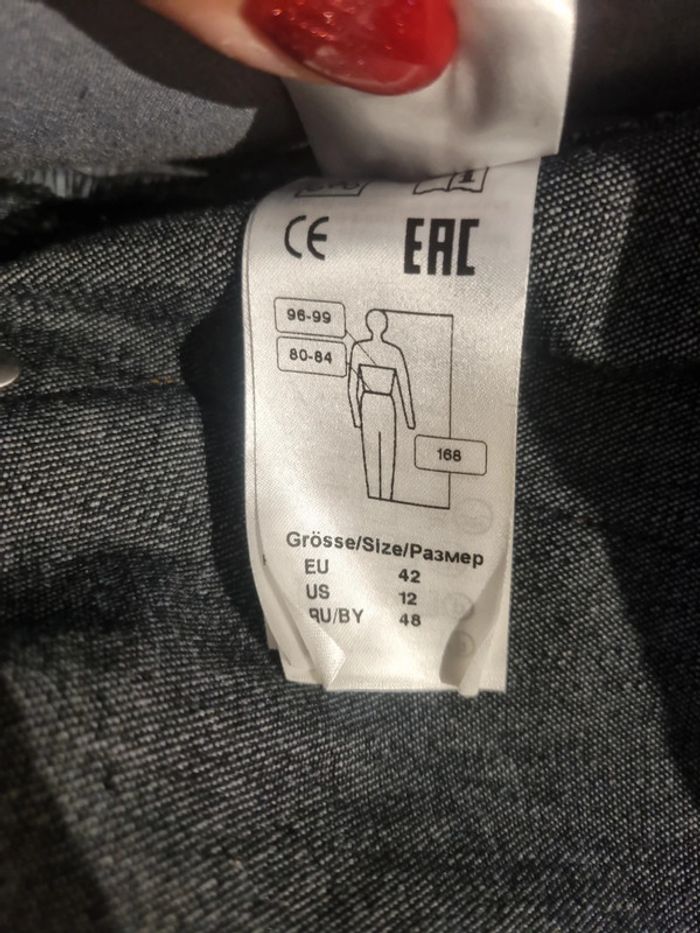 CE
EAC
96-99
80-84
168
Grösse/Size/Размер
EU 42
US 12
RU/BY 48